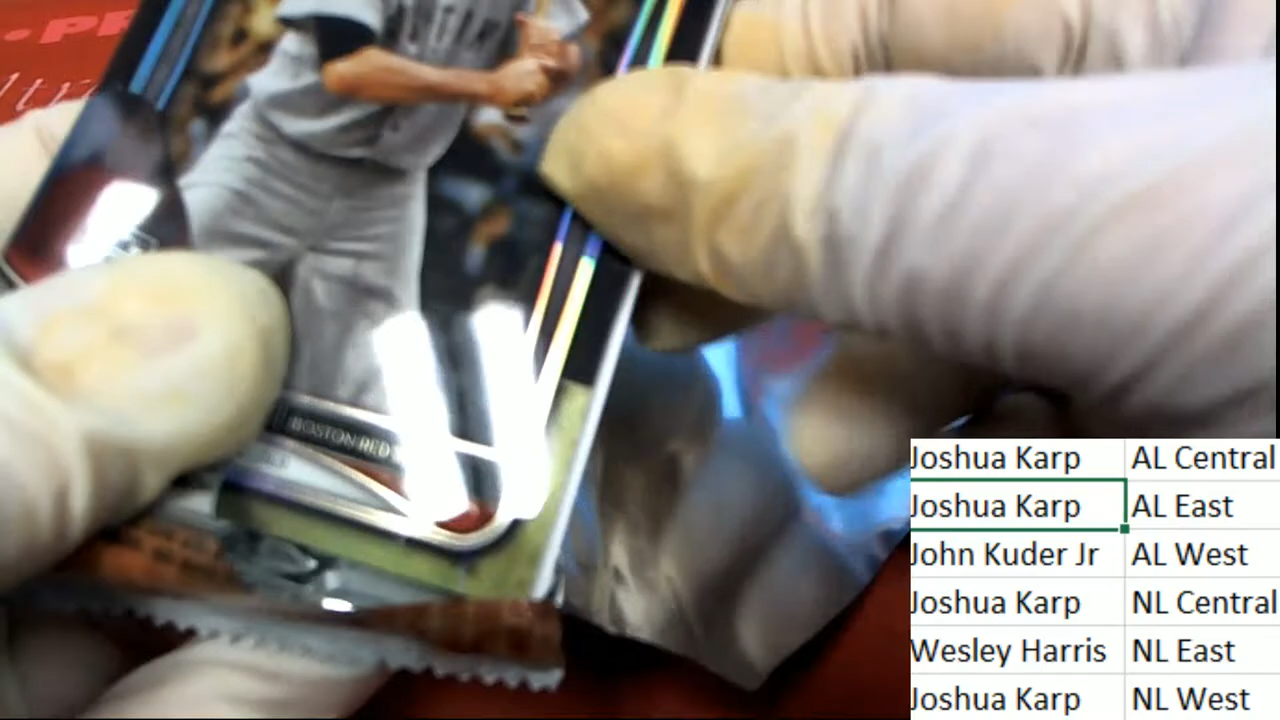 BOSTON RED
Joshua Karp AL Central
Joshua Karp AL East
John Kuder Jr AL West
Joshua Karp NL Central
Wesley Harris NL East
Joshua Karp NL West